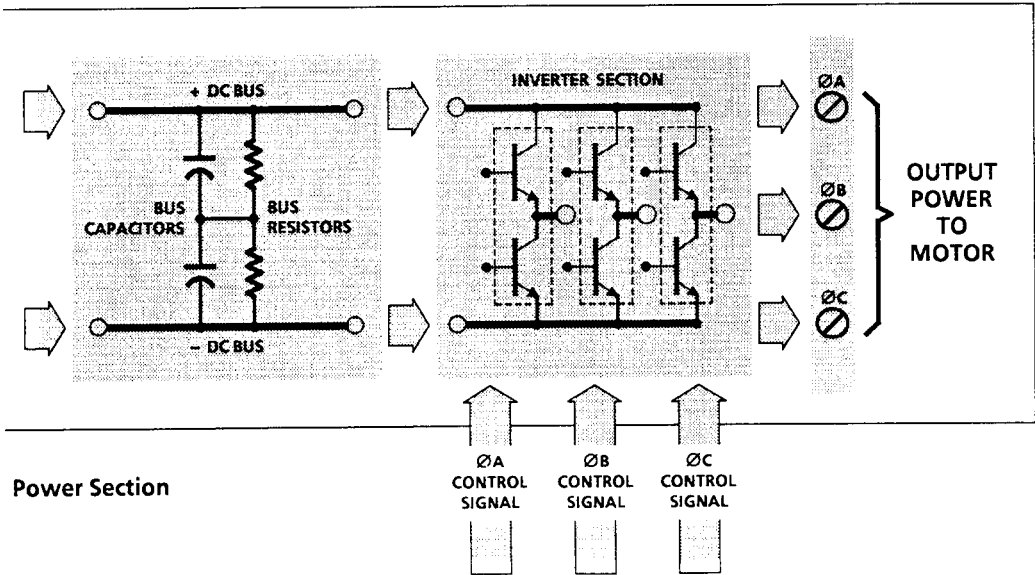 + DC BUS
BUS
CAPACITORS
BUS
RESISTORS
– DC BUS
INVERTER SECTION
ØA
ØB
ØC
OUTPUT
POWER
TO
MOTOR
ØA
CONTROL
SIGNAL
ØB
CONTROL
SIGNAL
ØC
CONTROL
SIGNAL
Power Section